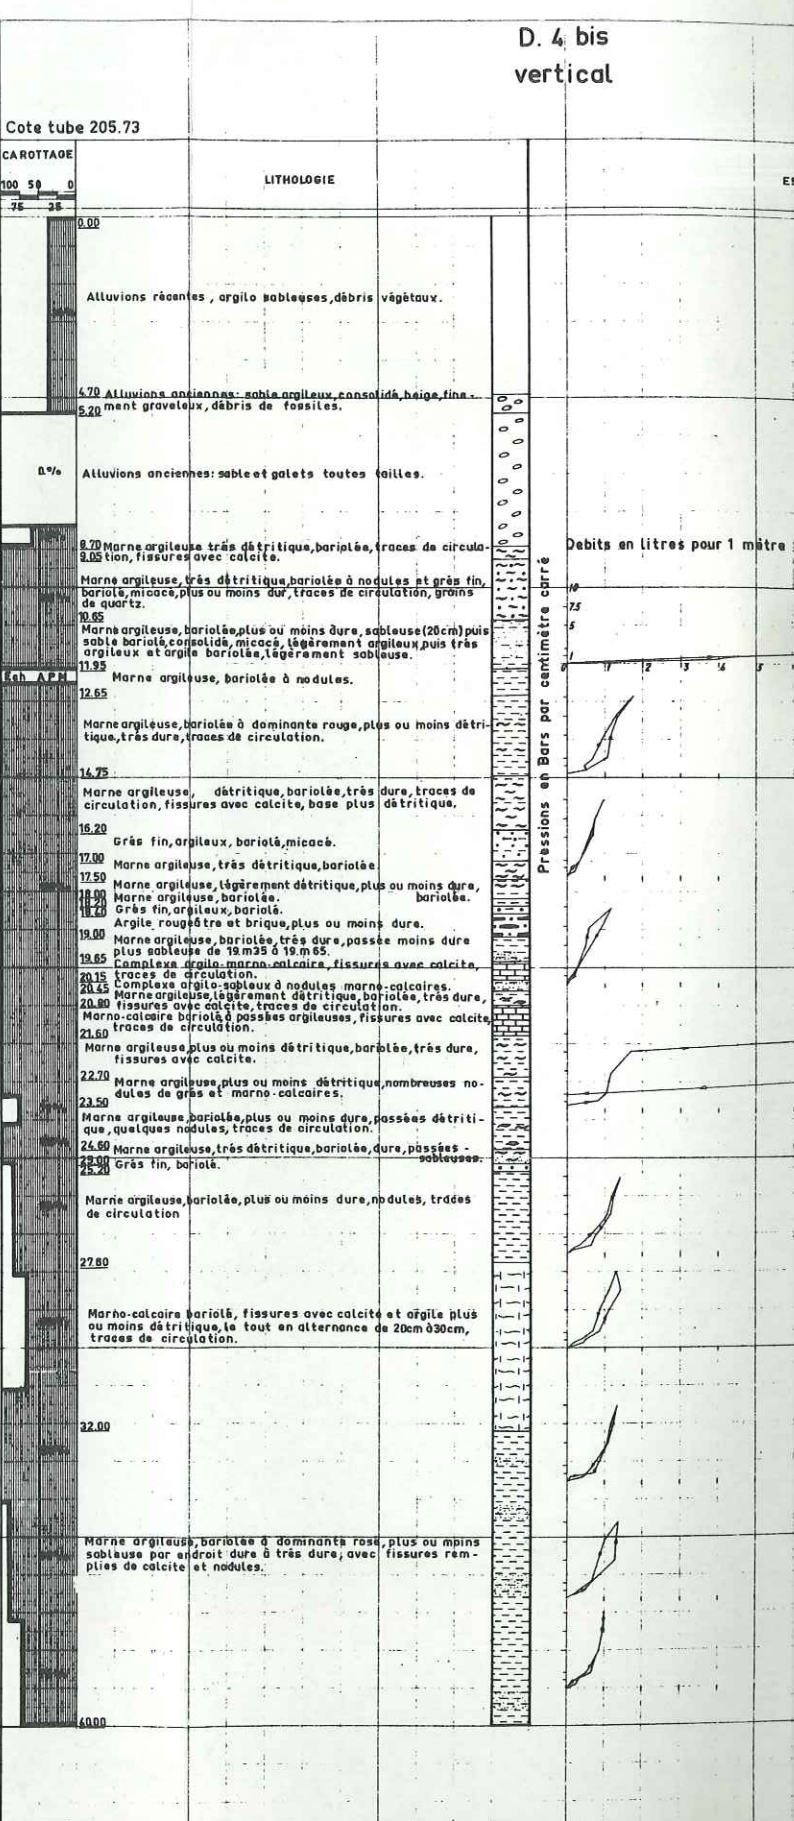 D. 4 bis
vertical
Cote tube 205.73
CAROTTAGE
LITHOLOGIE
100 50 0
75 25
0.00
Alluvions récentes, argilo sableuses, débris végétaux.
4.70 Alluvions anciennes: sable argileux, consolidé, beige, fine-
5.20 ment graveleux, débris de fossiles.
0.%
Alluvions anciennes: sable et galets toutes tailles.
Debits en litres pour 1 mètre
8.70 Marne argileuse très détritique, bariolée, traces de circula-
9.05 tion, fissures avec calcite.
Marne argileuse, très détritique, bariolée à nodules et grès fin,
bariolé, micacé, plus ou moins dur, traces de circulation, grains
de quartz.
10.65
Marne argileuse, bariolée, plus ou moins dure, sableuse (20cm) puis
sable bariolé, consolidé, micacé, légèrement argileux, puis très
argileux et argile bariolée, légèrement sableuse.
11.95
Ech APM
Marne argileuse, bariolée à nodules.
12.65
10
7.5
5
1
0 1 2 3 4 5
Pressions en Bars par centimètre carré
Marne argileuse, bariolée à dominante rouge, plus ou moins détri-
tique, très dure, traces de circulation.
14.75
Marne argileuse, détritique, bariolée, très dure, traces de
circulation, fissures avec calcite, base plus détritique.
16.20
Grès fin, argileux, bariolé, micacé.
17.00
Marne argileuse, très détritique, bariolée
17.50
Marne argileuse, légèrement détritique, plus ou moins dure,
bariolée.
18.00
Marne argileuse, bariolée.
18.40
Grès fin, argileux, bariolé.
Argile rougeâtre et brique, plus ou moins dure.
19.00
Marne argileuse, bariolée, très dure, passée moins dure
plus sableuse de 19.m35 à 19.m65.
19.65 Complexe argilo-marno-calcaire, fissures avec calcite,
20.15 traces de circulation.
20.45 Complexe argilo-sableux à nodules marno-calcaires.
Marne argileuse, légèrement détritique, bariolée, très dure,
20.80 fissures avec calcite, traces de circulation.
Marno-calcaire bariolé, à passées argileuses, fissures avec calcite,
traces de circulation.
21.60
Marne argileuse, plus ou moins détritique, bariolée, très dure,
fissures avec calcite.
22.70
Marne argileuse, plus ou moins détritique, nombreuses no-
dules de grès et marno-calcaires.
23.50
Marne argileuse, bariolée, plus ou moins dure, passées détriti-
que, quelques nodules, traces de circulation.
24.60 Marne argileuse, très détritique, bariolée, dure, passées -
sableuses.
25.00
25.20
Grès fin, bariolé.
Marne argileuse, bariolée, plus ou moins dure, nodules, traces
de circulation
27.60
Marno-calcaire bariolé, fissures avec calcite et argile plus
ou moins détritique, le tout en alternance de 20cm à 30cm,
traces de circulation.
32.00
Marne argileuse, bariolée à dominante rose, plus ou moins
sableuse par endroit dure à très dure, avec fissures rem-
plies de calcite et nodules.
40.00